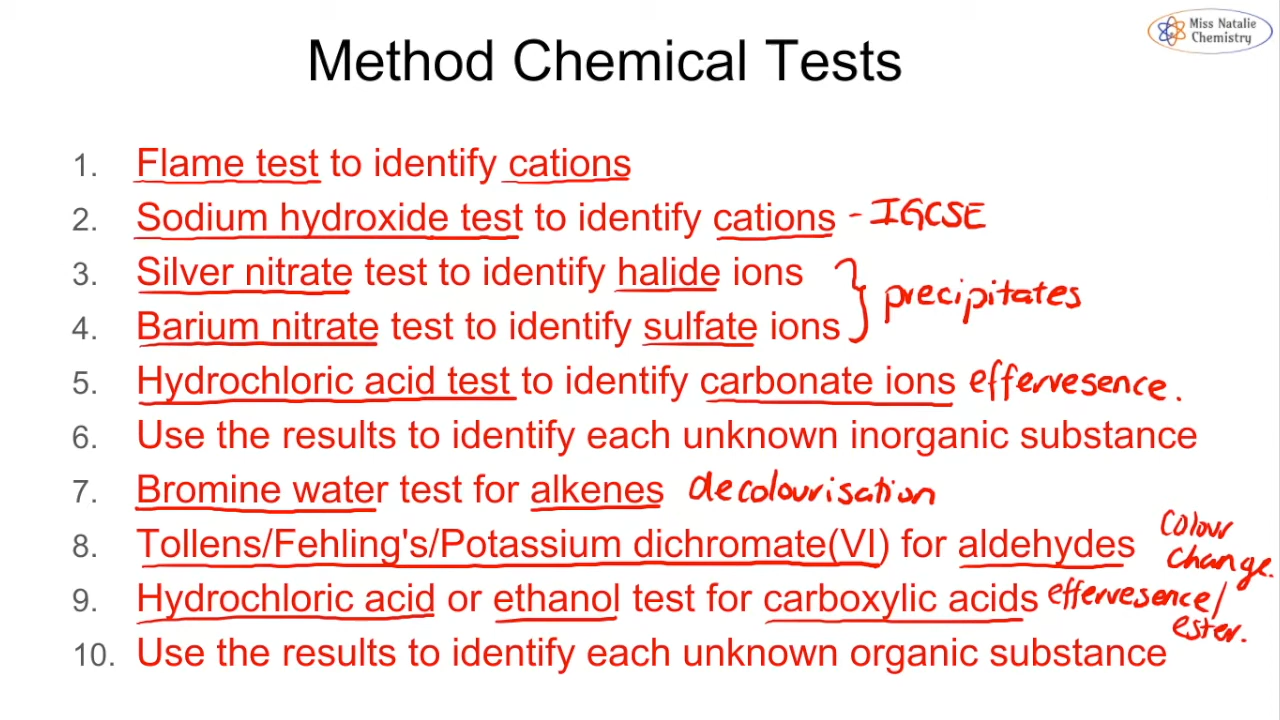 Miss Natalie
Chemistry
Method Chemical Tests
1. Flame test to identify cations
2. Sodium hydroxide test to identify cations - IGCSE
3. Silver nitrate test to identify halide ions
precipitates
4. Barium nitrate test to identify sulfate ions
5. Hydrochloric acid test to identify carbonate ions effervesence.
6. Use the results to identify each unknown inorganic substance
7. Bromine water test for alkenes decolourisation
8. Tollens/Fehling's/Potassium dichromate(VI) for aldehydes colour
change.
9. Hydrochloric acid or ethanol test for carboxylic acids effervesence/
ester.
10. Use the results to identify each unknown organic substance